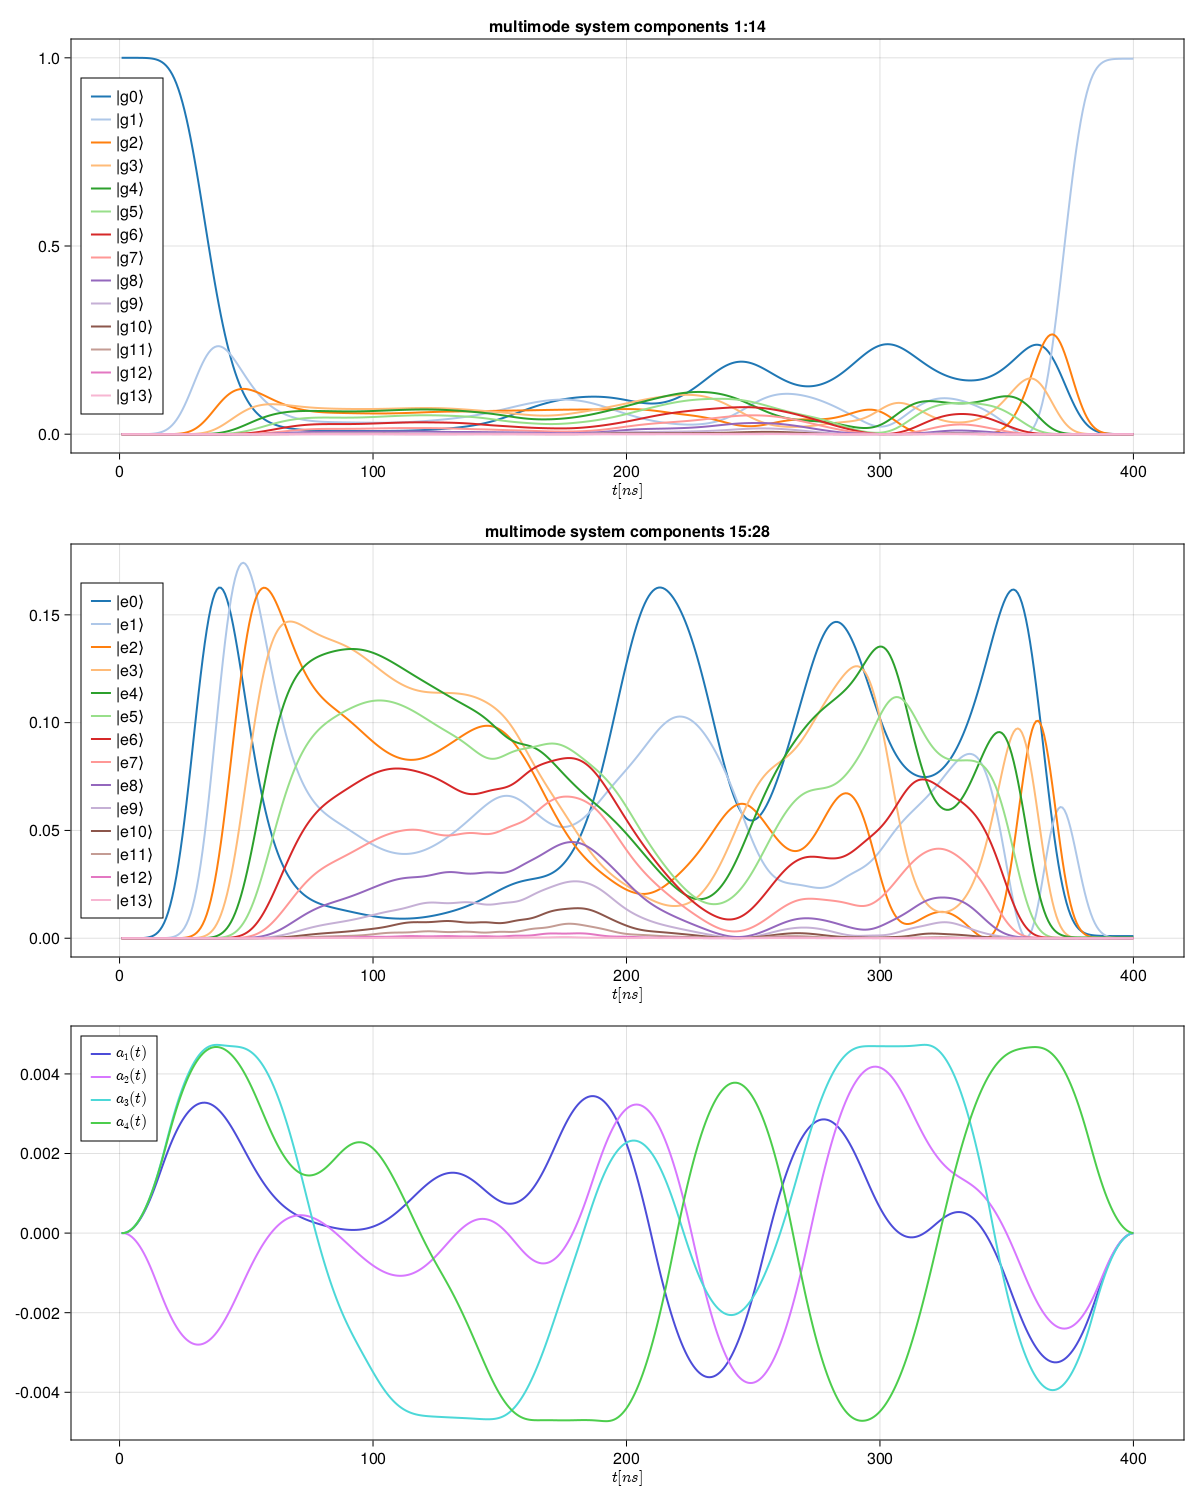 multimode system components 1:14
1.0
0.5
0.0
|g0⟩
|g1⟩
|g2⟩
|g3⟩
|g4⟩
|g5⟩
|g6⟩
|g7⟩
|g8⟩
|g9⟩
|g10⟩
|g11⟩
|g12⟩
|g13⟩
0 100 200 300 400
t[ns]
multimode system components 15:28
0.15
0.10
0.05
0.00
|e0⟩
|e1⟩
|e2⟩
|e3⟩
|e4⟩
|e5⟩
|e6⟩
|e7⟩
|e8⟩
|e9⟩
|e10⟩
|e11⟩
|e12⟩
|e13⟩
0 100 200 300 400
t[ns]
0.004
0.002
0.000
-0.002
-0.004
a₁(t)
a₂(t)
a₃(t)
a₄(t)
0 100 200 300 400
t[ns]